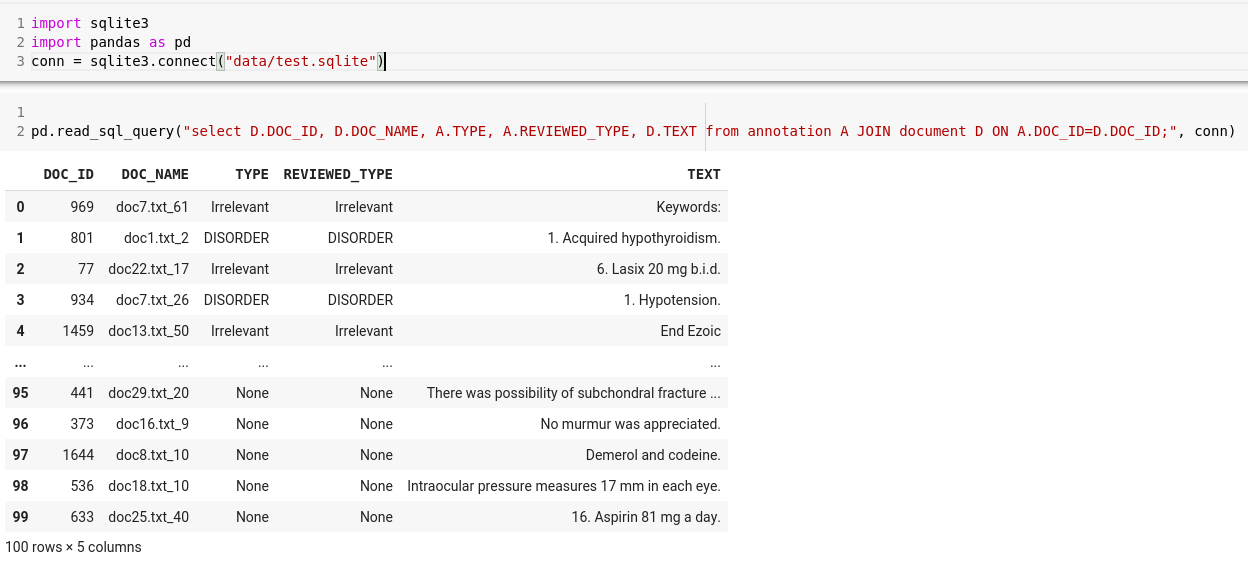 1 import sqlite3
2 import pandas as pd
3 conn = sqlite3.connect("data/test.sqlite")
1
2 pd.read_sql_query("select D.DOC_ID, D.DOC_NAME, A.TYPE, A.REVIEWED_TYPE, D.TEXT from annotation A JOIN document D ON A.DOC_ID=D.DOC_ID;", conn)
DOC_ID DOC_NAME TYPE REVIEWED_TYPE TEXT
0 969 doc7.txt_61 Irrelevant Irrelevant Keywords:
1 801 doc1.txt_2 DISORDER DISORDER 1. Acquired hypothyroidism.
2 77 doc22.txt_17 Irrelevant Irrelevant 6. Lasix 20 mg b.i.d.
3 934 doc7.txt_26 DISORDER DISORDER 1. Hypotension.
4 1459 doc13.txt_50 Irrelevant Irrelevant End Ezoic
... ... ... ... ... ...
95 441 doc29.txt_20 None None There was possibility of subchondral fracture ...
96 373 doc16.txt_9 None None No murmur was appreciated.
97 1644 doc8.txt_10 None None Demerol and codeine.
98 536 doc18.txt_10 None None Intraocular pressure measures 17 mm in each eye.
99 633 doc25.txt_40 None None 16. Aspirin 81 mg a day.
100 rows × 5 columns